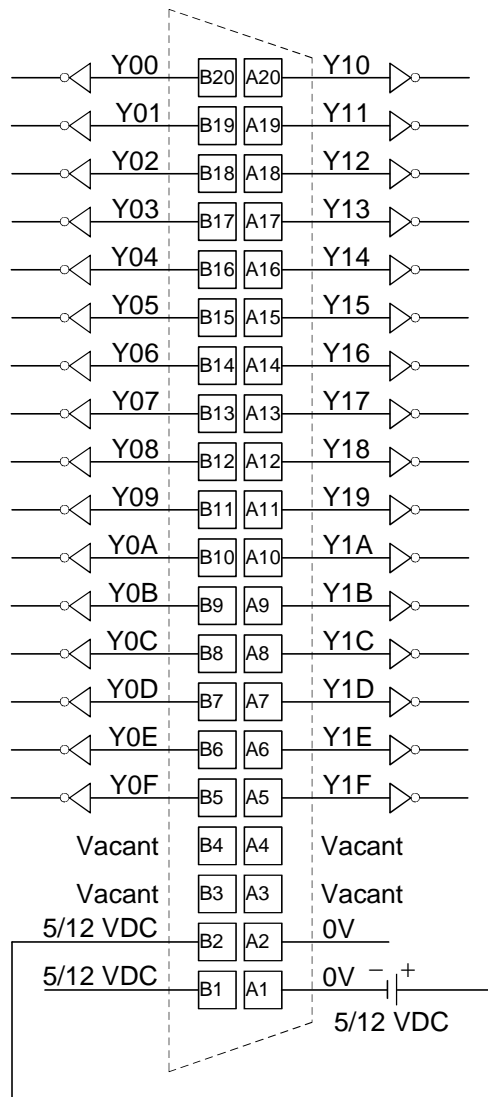 Y00 B20 A20 Y10
Y01 B19 A19 Y11
Y02 B18 A18 Y12
Y03 B17 A17 Y13
Y04 B16 A16 Y14
Y05 B15 A15 Y15
Y06 B14 A14 Y16
Y07 B13 A13 Y17
Y08 B12 A12 Y18
Y09 B11 A11 Y19
Y0A B10 A10 Y1A
Y0B B9 A9 Y1B
Y0C B8 A8 Y1C
Y0D B7 A7 Y1D
Y0E B6 A6 Y1E
Y0F B5 A5 Y1F
Vacant B4 A4 Vacant
Vacant B3 A3 Vacant
5/12 VDC B2 A2 0V
5/12 VDC B1 A1 0V − +
5/12 VDC